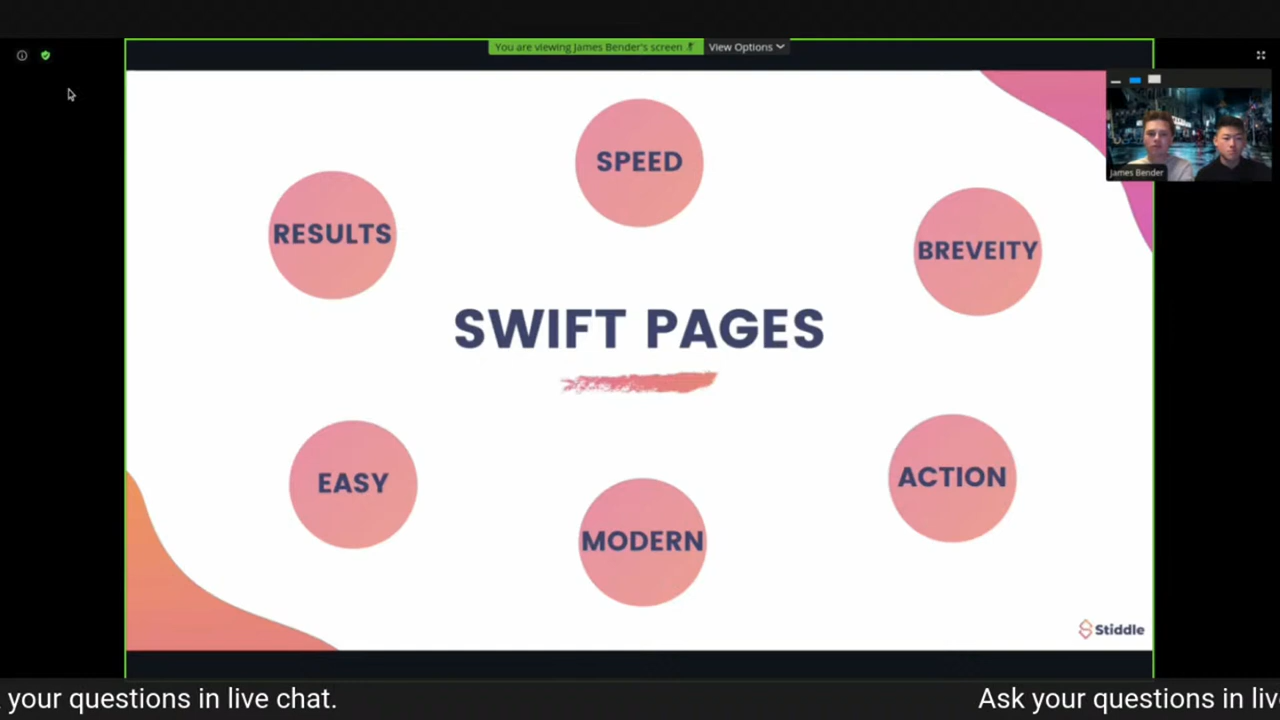 You are viewing James Bender's screen
View Options
James Bender
SPEED
RESULTS
BREVEITY
SWIFT PAGES
EASY
ACTION
MODERN
Stiddle
your questions in live chat.
Ask your questions in liv